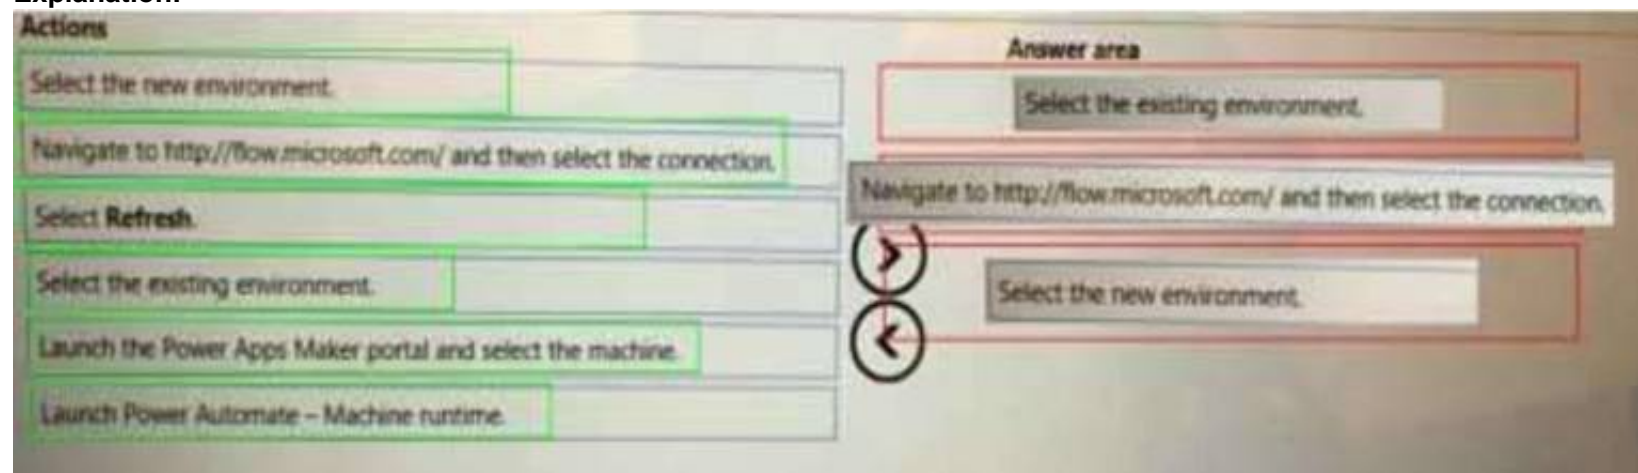 Explanation:
Actions
Select the new environment.
Navigate to http://flow.microsoft.com/ and then select the connection.
Select Refresh.
Select the existing environment.
Launch the Power Apps Maker portal and select the machine.
Launch Power Automate – Machine runtime.
Answer area
Select the existing environment.
Navigate to http://flow.microsoft.com/ and then select the connection.
Select the new environment.